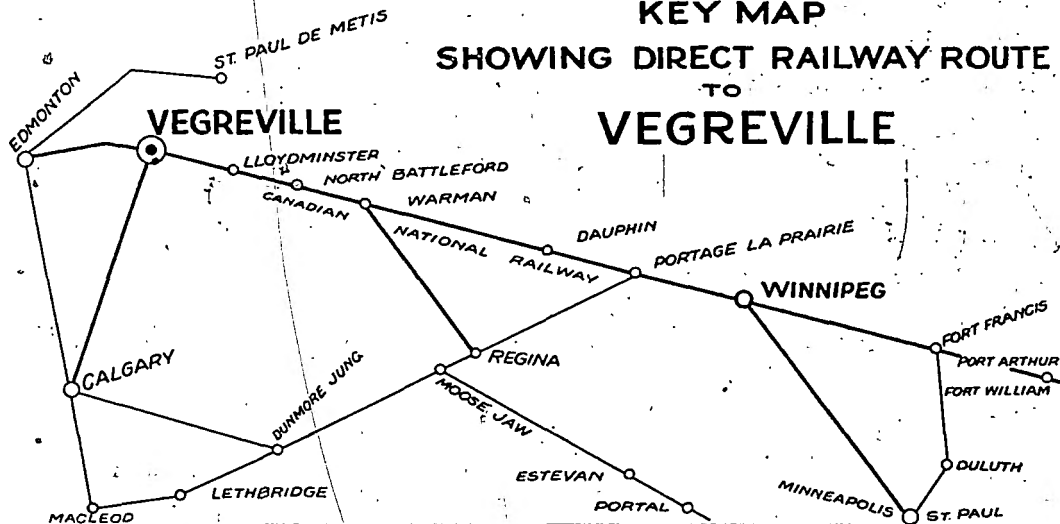 KEY MAP
SHOWING DIRECT RAILWAY ROUTE
TO
VEGREVILLE
ST. PAUL DE METIS
EDMONTON
VEGREVILLE
LLOYDMINSTER
NORTH BATTLEFORD
CANADIAN
WARMAN
NATIONAL RAILWAY
DAUPHIN
PORTAGE LA PRAIRIE
WINNIPEG
FORT FRANCIS
PORT ARTHUR
FORT WILLIAM
CALGARY
DUNMORE JUNG
REGINA
MOOSE JAW
LETHBRIDGE
MACLEOD
ESTEVAN
PORTAL
DULUTH
MINNEAPOLIS
ST. PAUL